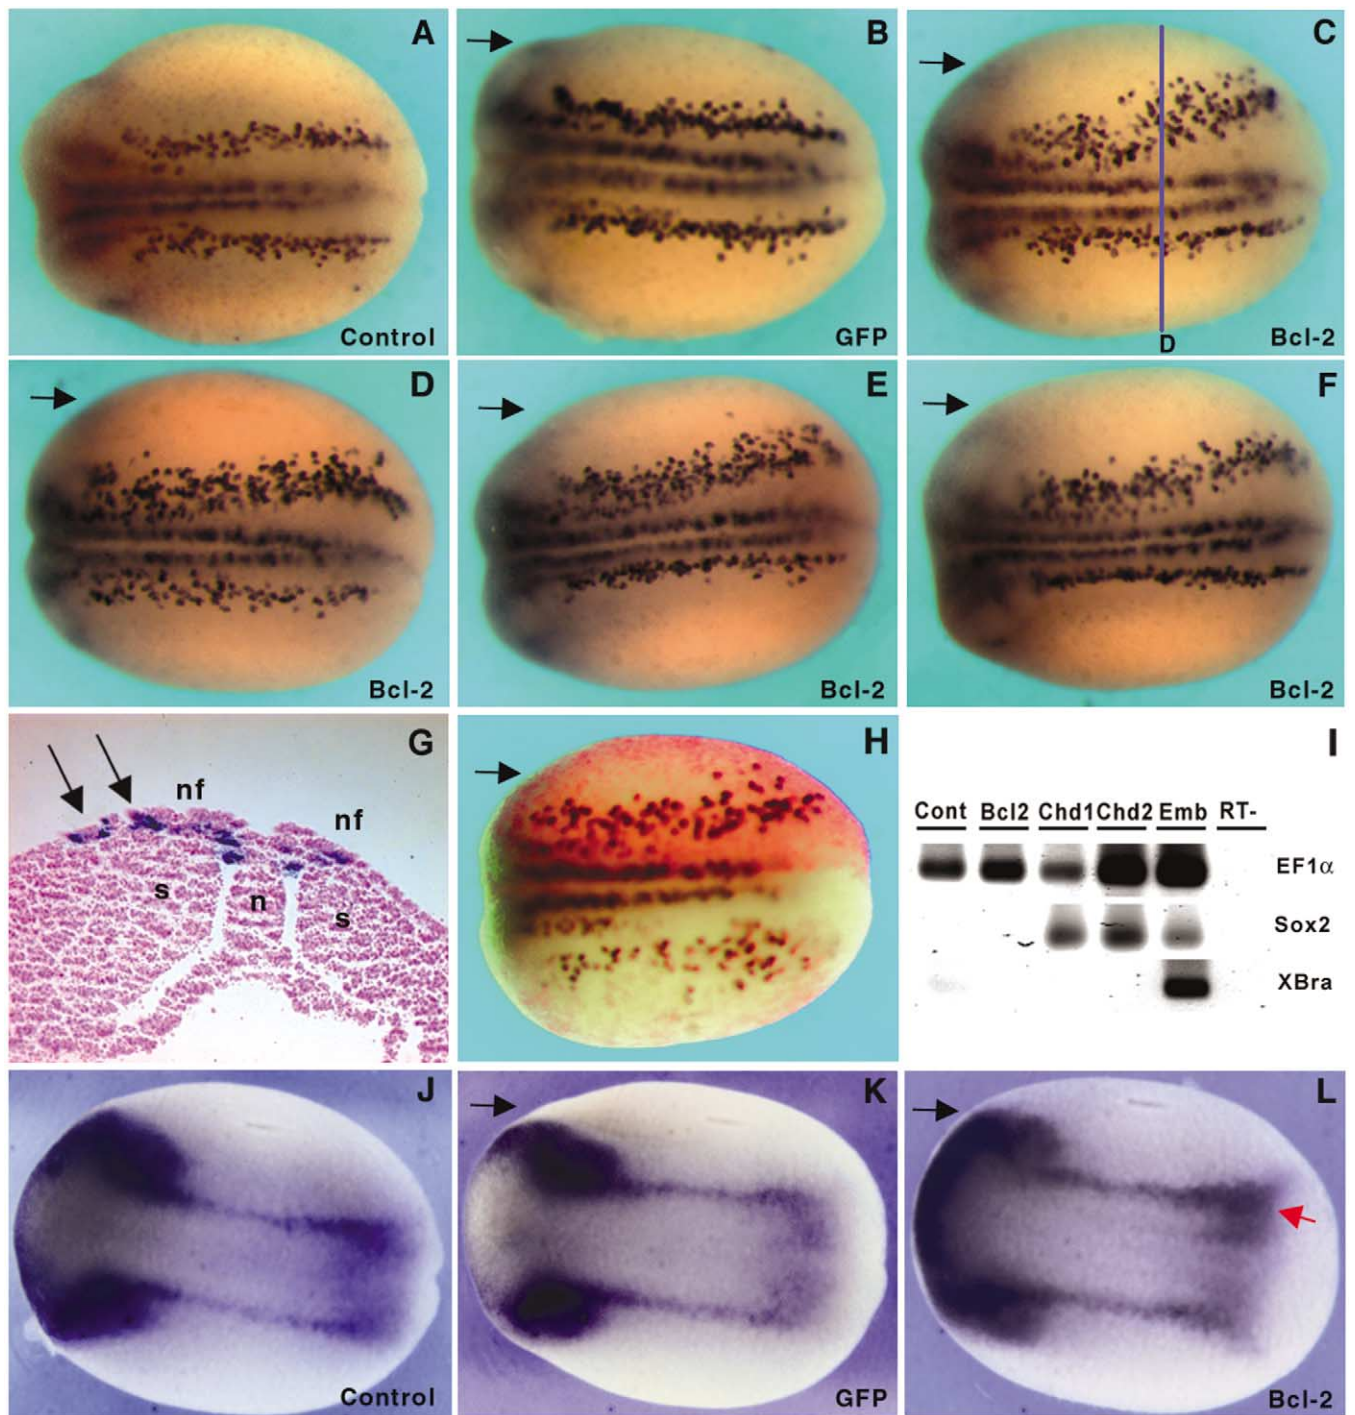 A
Control
B
GFP
C
D
Bcl-2
D
Bcl-2
E
Bcl-2
F
Bcl-2
G
nf
nf
s
n
s
H
I
Cont Bcl2 Chd1 Chd2 Emb RT-
EF1α
Sox2
XBra
J
Control
K
GFP
L
Bcl-2